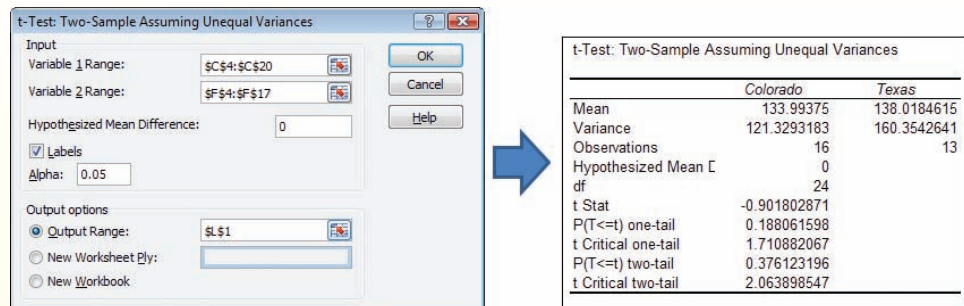 t-Test: Two-Sample Assuming Unequal Variances
Input
Variable 1 Range:
$C$4:$C$20
Variable 2 Range:
$F$4:$F$17
Hypothesized Mean Difference:
0
Labels
Alpha:
0.05
Output options
Output Range:
$L$1
New Worksheet Ply:
New Workbook
OK
Cancel
Help
t-Test: Two-Sample Assuming Unequal Variances
Colorado Texas
Mean 133.99375 138.0184615
Variance 121.3293183 160.3542641
Observations 16 13
Hypothesized Mean D 0
df 24
t Stat -0.901802871
P(T<=t) one-tail 0.188061598
t Critical one-tail 1.710882067
P(T<=t) two-tail 0.376123196
t Critical two-tail 2.063898547